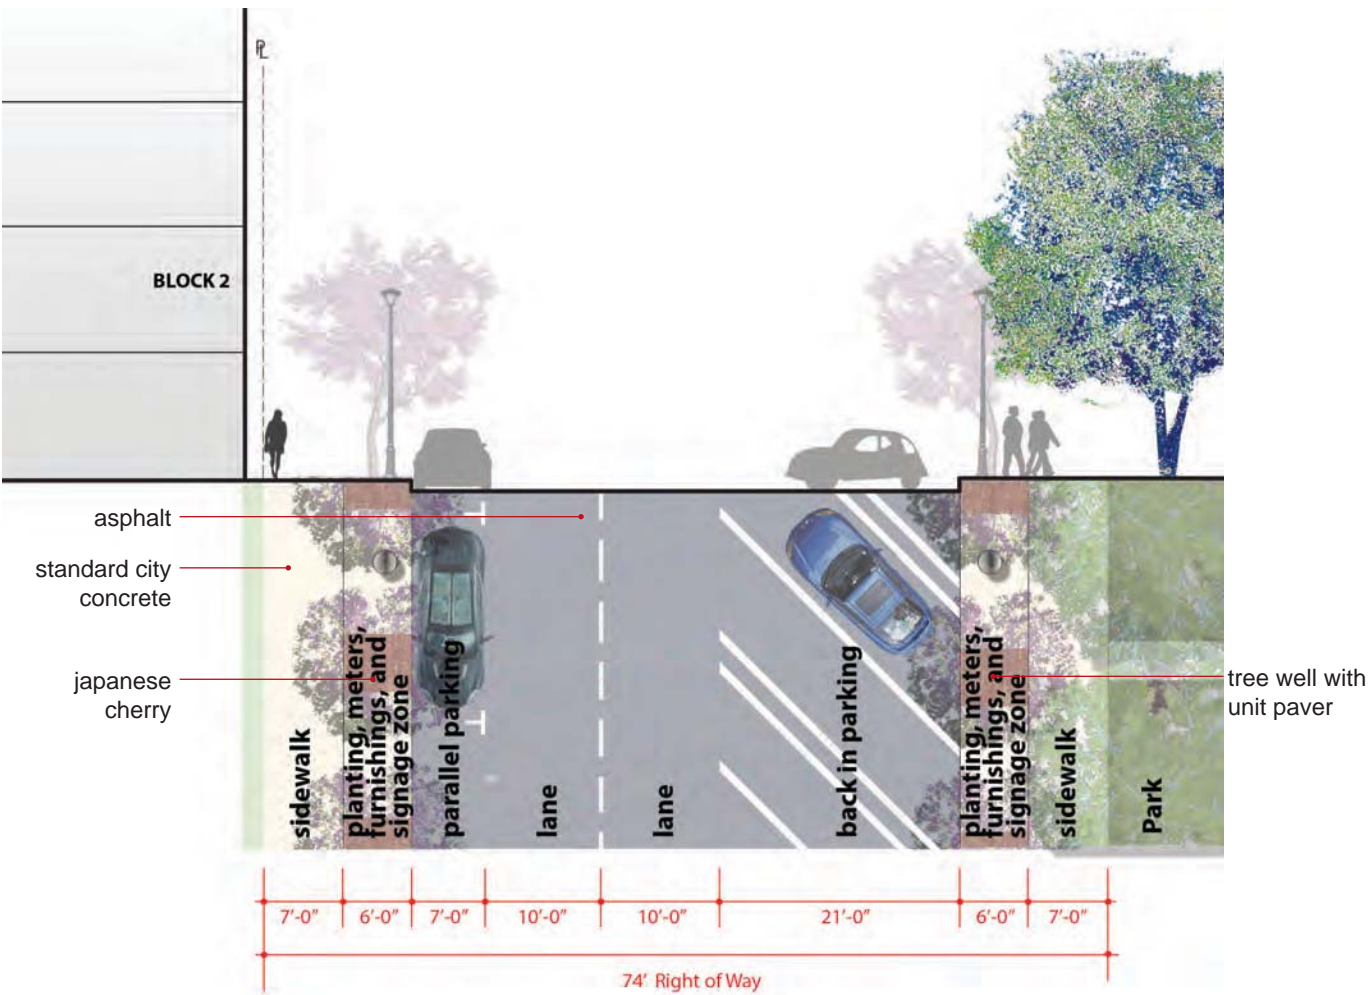 PL
BLOCK 2
asphalt
standard city
concrete
japanese
cherry
tree well with
unit paver
sidewalk
planting, meters,
furnishings, and
signage zone
parallel parking
lane
lane
back in parking
planting, meters,
furnishings, and
signage zone
sidewalk
Park
7'-0"
6'-0"
7'-0"
10'-0"
10'-0"
21'-0"
6'-0"
7'-0"
74' Right of Way